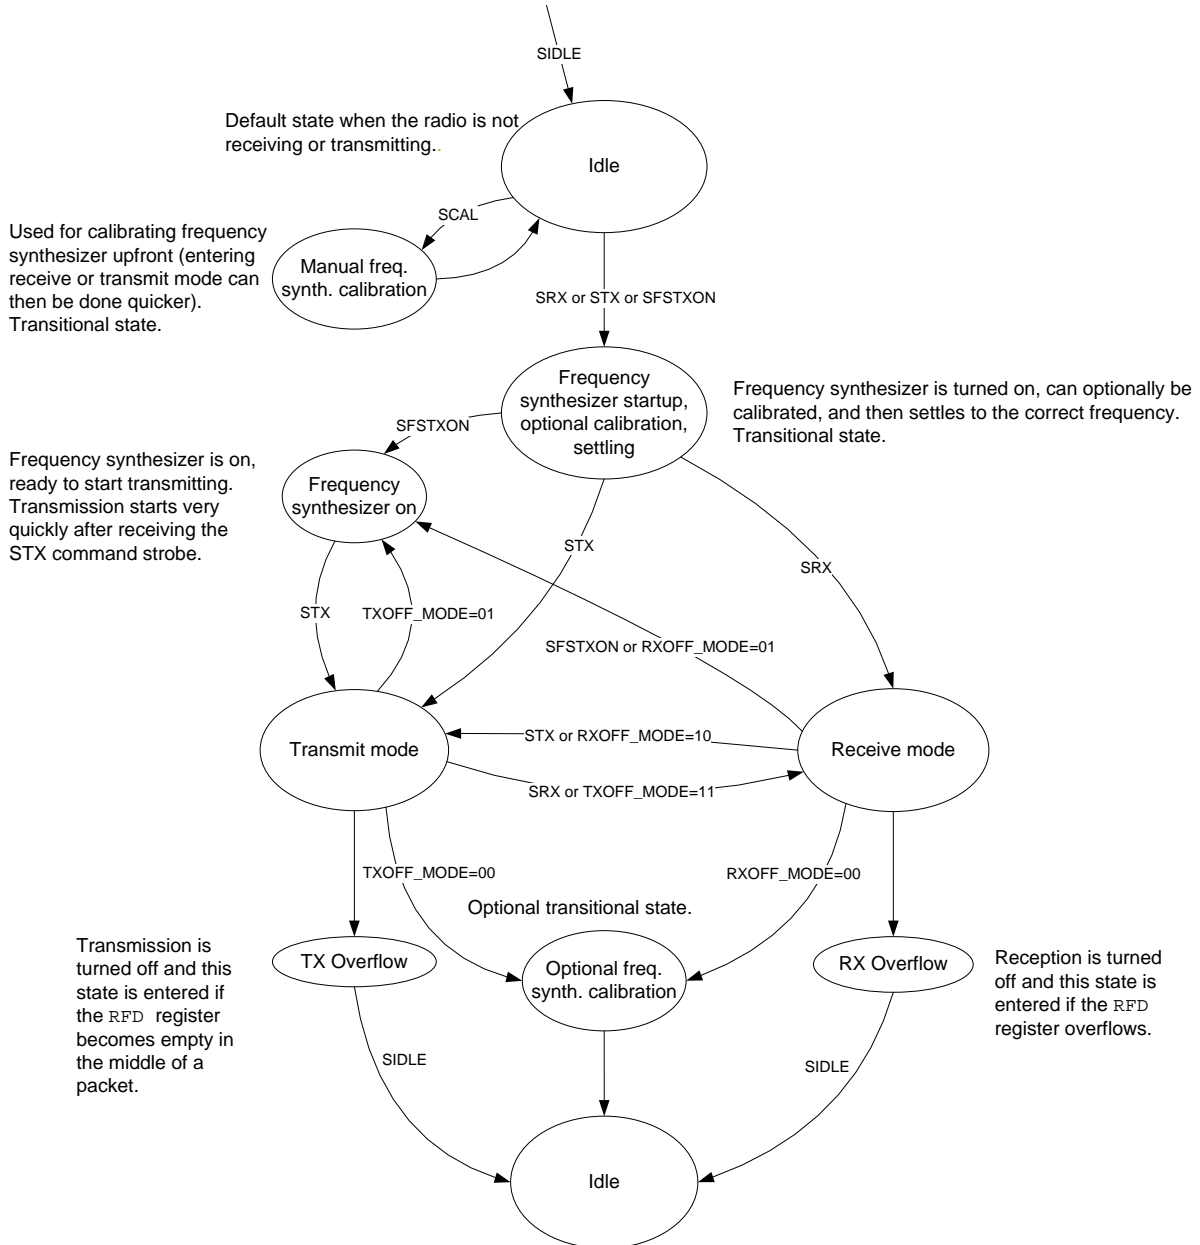 SIDLE
Default state when the radio is not
receiving or transmitting..
Idle
SCAL
Used for calibrating frequency
synthesizer upfront (entering
receive or transmit mode can
then be done quicker).
Transitional state.
Manual freq.
synth. calibration
SRX or STX or SFSTXON
Frequency
synthesizer startup,
optional calibration,
settling
Frequency synthesizer is turned on, can optionally be
calibrated, and then settles to the correct frequency.
Transitional state.
SFSTXON
Frequency synthesizer is on,
ready to start transmitting.
Transmission starts very
quickly after receiving the
STX command strobe.
Frequency
synthesizer on
STX
SRX
STX
TXOFF_MODE=01
SFSTXON or RXOFF_MODE=01
Transmit mode
STX or RXOFF_MODE=10
Receive mode
SRX or TXOFF_MODE=11
TXOFF_MODE=00
RXOFF_MODE=00
Optional transitional state.
Transmission is
turned off and this
state is entered if
the RFD register
becomes empty in
the middle of a
packet.
TX Overflow
Optional freq.
synth. calibration
RX Overflow
Reception is turned
off and this state is
entered if the RFD
register overflows.
SIDLE
SIDLE
Idle